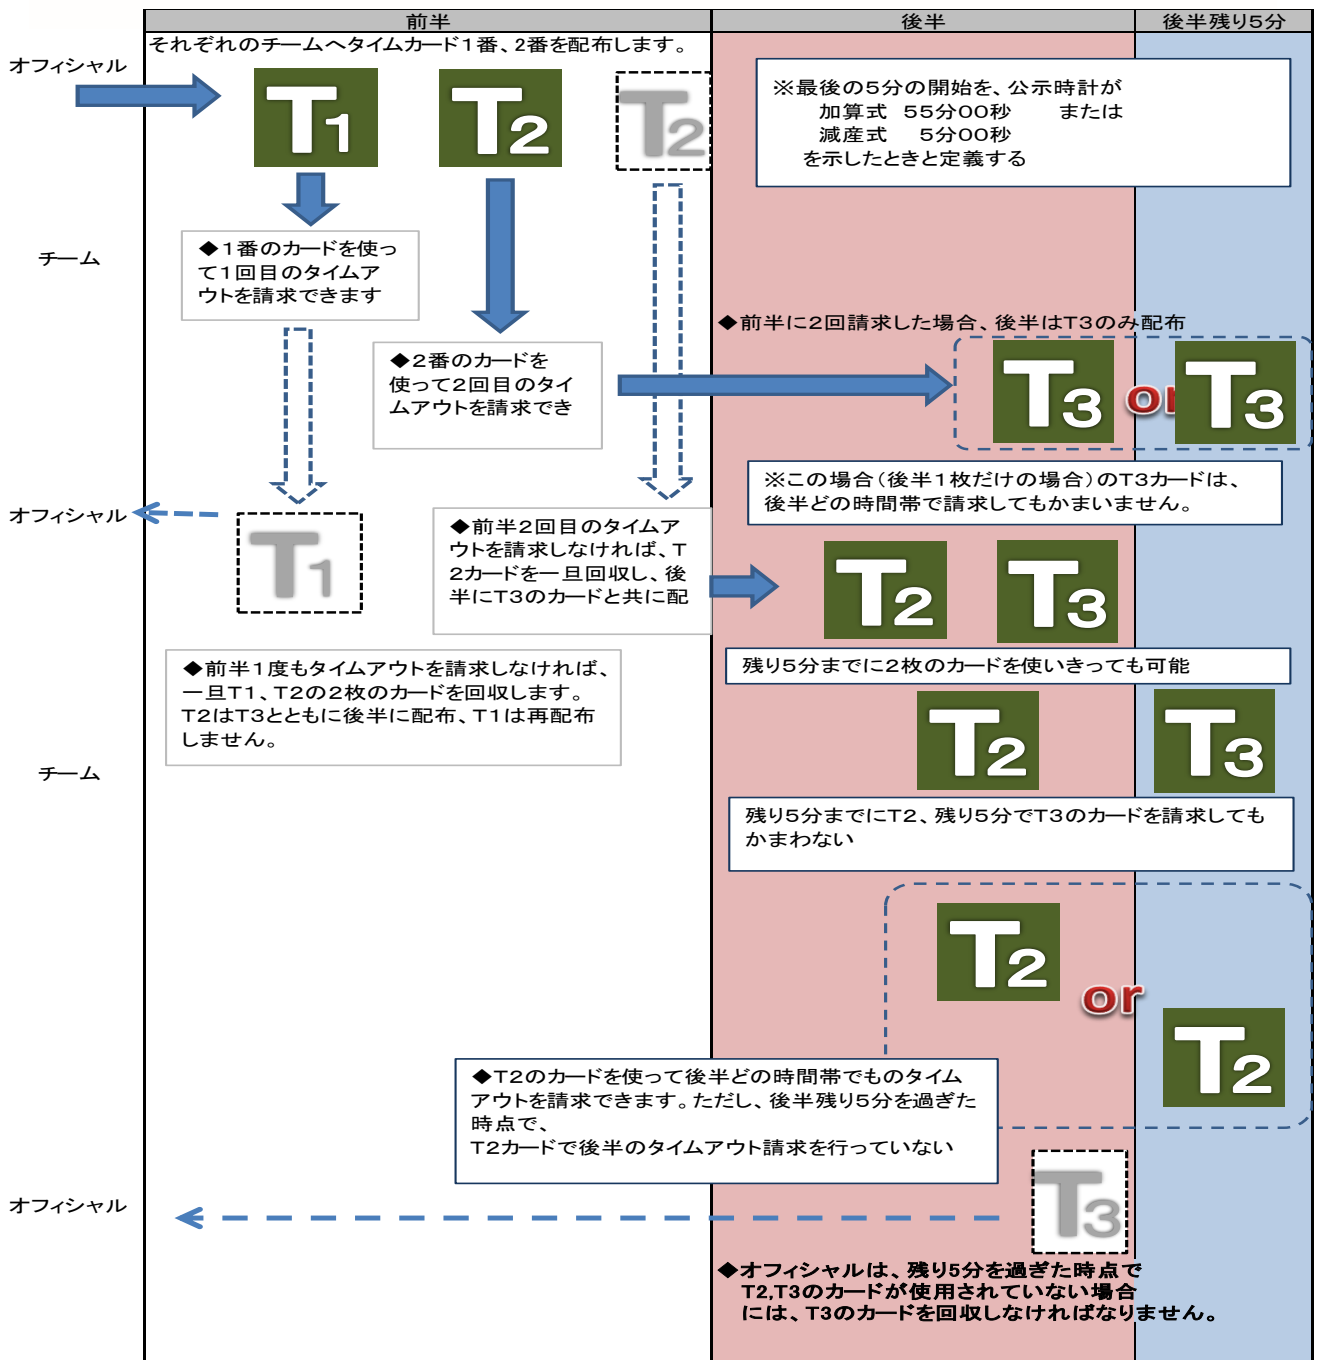 前半
後半
後半残り5分
それぞれのチームへタイムカード1番、2番を配布します。
オフィシャル
T1
T2
T2
※最後の5分の開始を、公示時計が
加算式 55分00秒 または
減産式 5分00秒
を示したときと定義する
チーム
◆1番のカードを使っ
て1回目のタイムア
ウトを請求できます
◆前半に2回請求した場合、後半はT3のみ配布
◆2番のカードを
使って2回目のタイ
ムアウトを請求でき
T3 or T3
※この場合(後半1枚だけの場合)のT3カードは、
後半どの時間帯で請求してもかまいません。
オフィシャル
T1
◆前半2回目のタイムア
ウトを請求しなければ、T
2カードを一旦回収し、後
半にT3のカードと共に配
T2
T3
◆前半1度もタイムアウトを請求しなければ、
一旦T1、T2の2枚のカードを回収します。
T2はT3とともに後半に配布、T1は再配布
しません。
残り5分までに2枚のカードを使いきっても可能
T2
T3
チーム
残り5分までにT2、残り5分でT3のカードを請求しても
かまわない
T2
or
T2
◆T2のカードを使って後半どの時間帯でものタイム
アウトを請求できます。ただし、後半残り5分を過ぎた
時点で、
T2カードで後半のタイムアウト請求を行っていない
オフィシャル
T3
◆オフィシャルは、残り5分を過ぎた時点で
T2,T3のカードが使用されていない場合
には、T3のカードを回収しなければなりません。